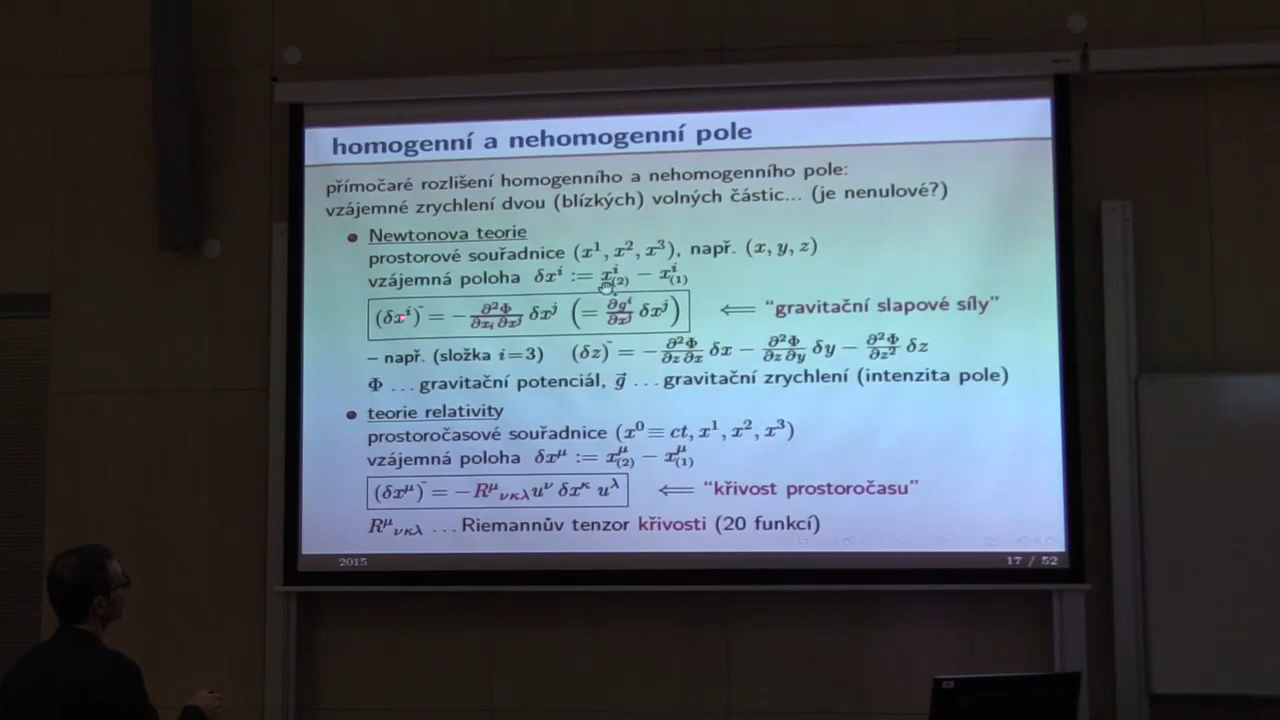 homogenní a nehomogenní pole
přímočaré rozlišení homogenního a nehomogenního pole:
vzájemné zrychlení dvou (blízkých) volných částic... (je nenulové?)
• Newtonova teorie
prostorové souřadnice (x¹, x², x³), např. (x, y, z)
vzájemná poloha δxⁱ := xⁱ₍₂₎ − xⁱ₍₁₎
(δxⁱ)¨ = − ∂²Φ/∂xᵢ ∂xʲ δxʲ (= ∂gⁱ/∂xʲ δxʲ) ⟸ “gravitační slapové síly”
– např. (složka i=3) (δz)¨ = − ∂²Φ/∂z ∂x δx − ∂²Φ/∂z ∂y δy − ∂²Φ/∂z² δz
Φ ...gravitační potenciál, g⃗ ...gravitační zrychlení (intenzita pole)
• teorie relativity
prostoročasové souřadnice (x⁰ ≡ ct, x¹, x², x³)
vzájemná poloha δxᵘ := xᵘ₍₂₎ − xᵘ₍₁₎
(δx^μ)¨ = −R^μ_νκλ u^ν δx^κ u^λ ⟸ “křivost prostoročasu”
R^μ_νκλ ...Riemannův tenzor křivosti (20 funkcí)
2015 17 / 52